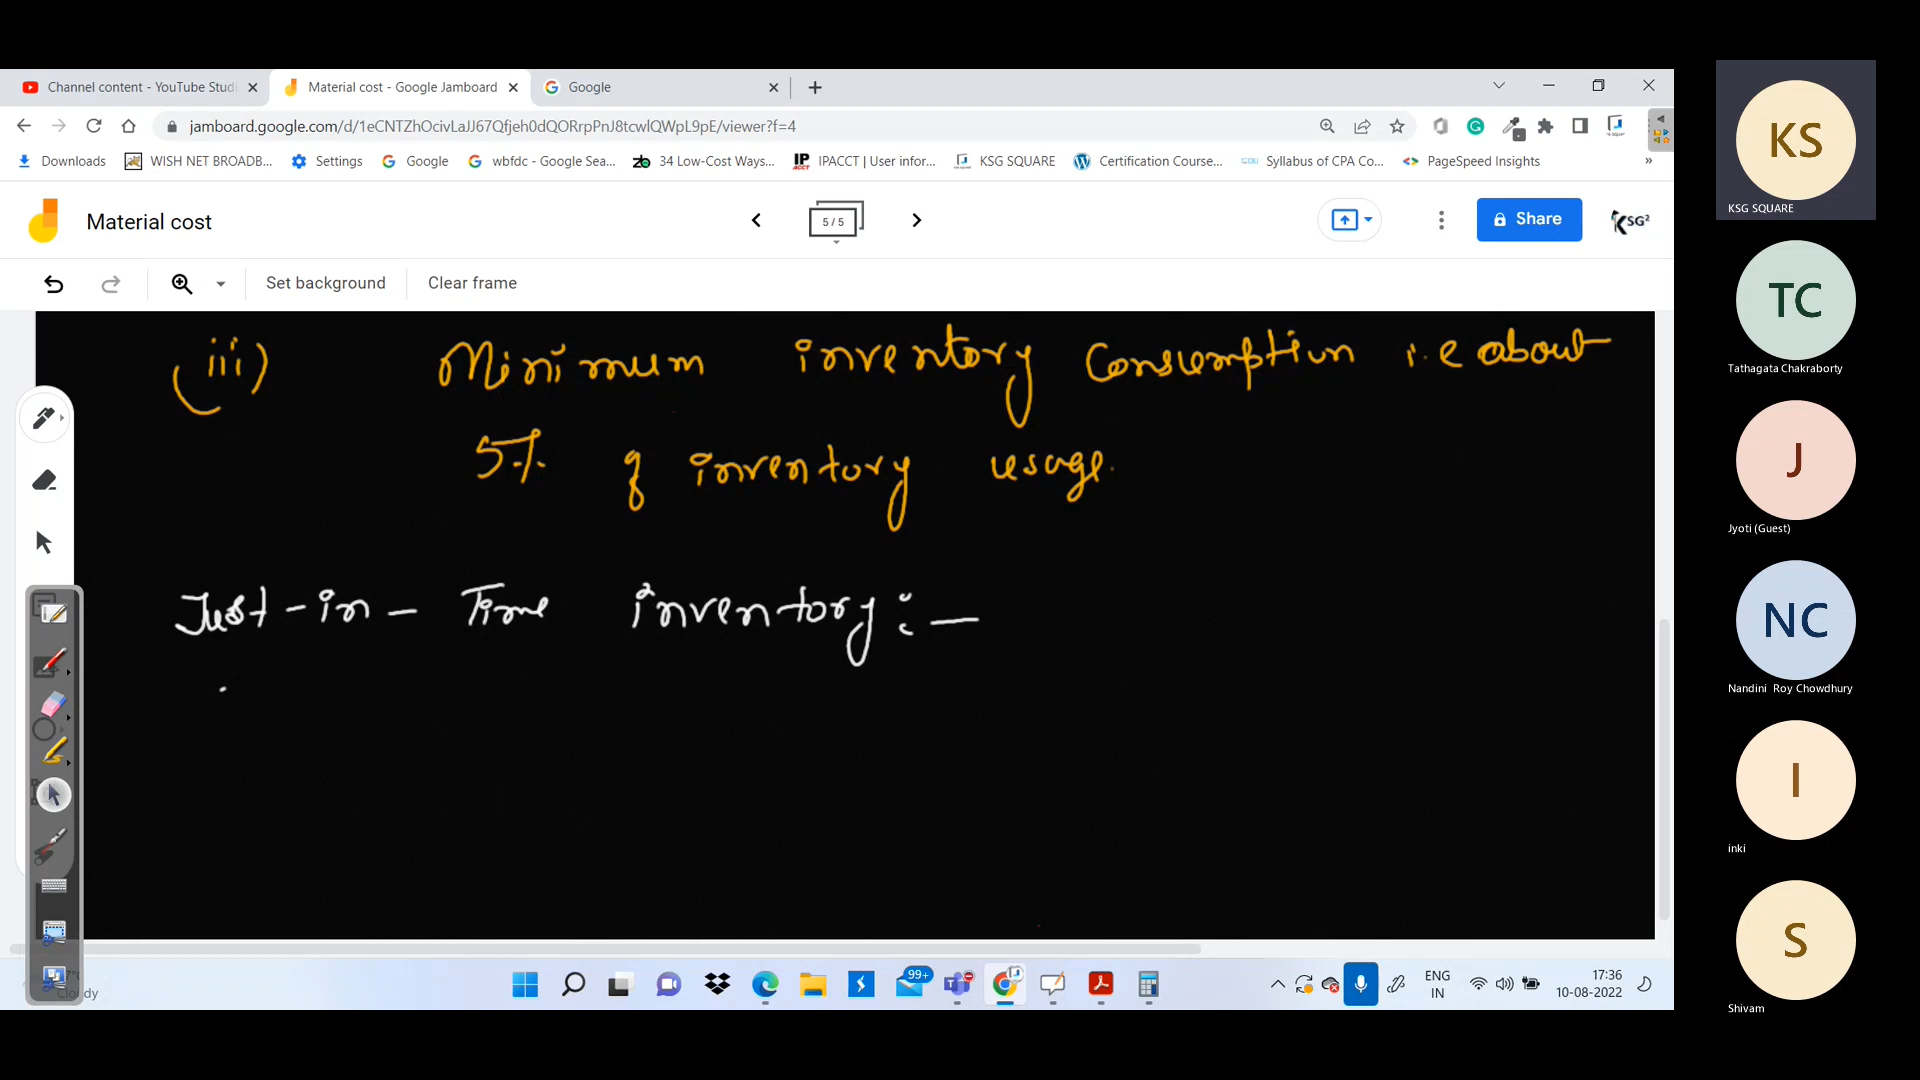 Channel content - YouTube Stud
Material cost - Google Jamboard
Google
jamboard.google.com/d/1eCNTZhOcivLaJJ67Qfjeh0dQORrpPnJ8tcwlQWpL9pE/viewer?f=4
Downloads
WISH NET BROADB...
Settings
Google
wbfdc - Google Sea...
34 Low-Cost Ways...
IPACCT | User infor...
KSG SQUARE
Certification Course...
Syllabus of CPA Co...
PageSpeed Insights
»
Material cost
5 / 5
Share
KSG²
Set background
Clear frame
(iii) Minimum inventory Consumption i.e about
5% of inventory usage.
Just-in-Time inventory:-
Cloudy
99+
ENG
IN
17:36
10-08-2022
KS
KSG SQUARE
TC
Tathagata Chakraborty
J
Jyoti (Guest)
NC
Nandini Roy Chowdhury
I
inki
S
Shivam